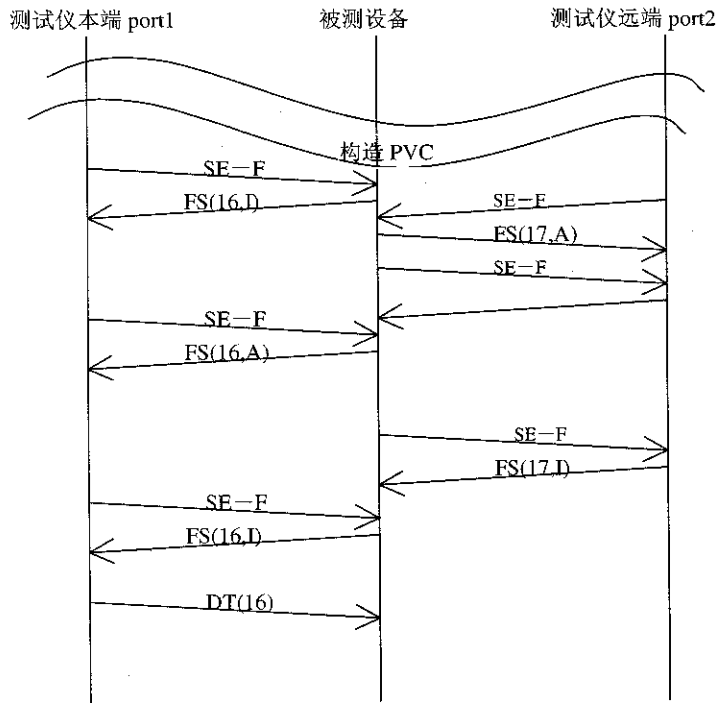 测试仪本端 port1 被测设备 测试仪远端 port2
构造 PVC
SE－F
FS(16,I) SE－F
FS(17,A)
SE－F
SE－F
FS(16,A)
SE－F
FS(17,I)
SE－F
FS(16,I)
DT(16)